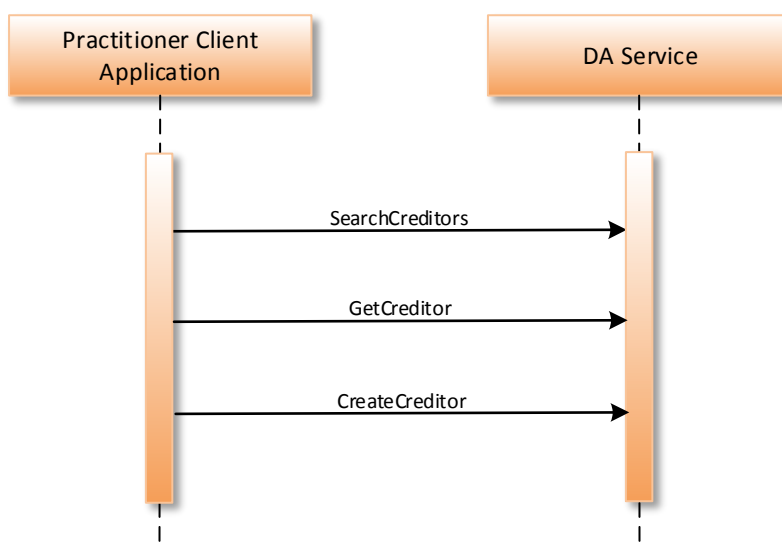 Practitioner Client
Application
DA Service
SearchCreditors
GetCreditor
CreateCreditor